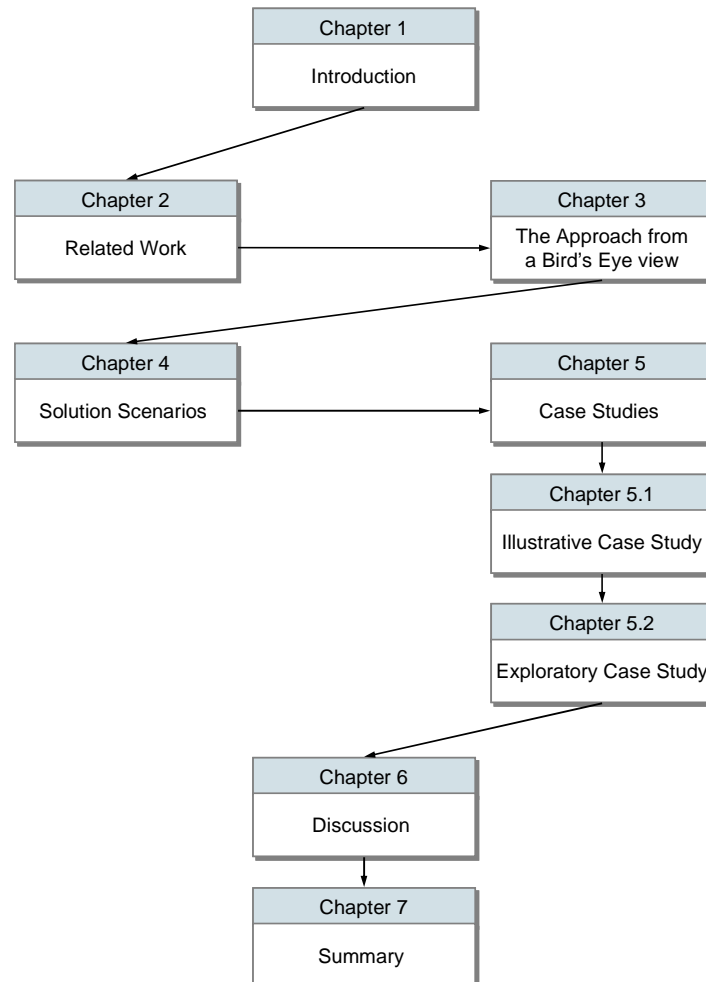 Chapter 1
Introduction
Chapter 2
Related Work
Chapter 3
The Approach from
a Bird's Eye view
Chapter 4
Solution Scenarios
Chapter 5
Case Studies
Chapter 5.1
Illustrative Case Study
Chapter 5.2
Exploratory Case Study
Chapter 6
Discussion
Chapter 7
Summary